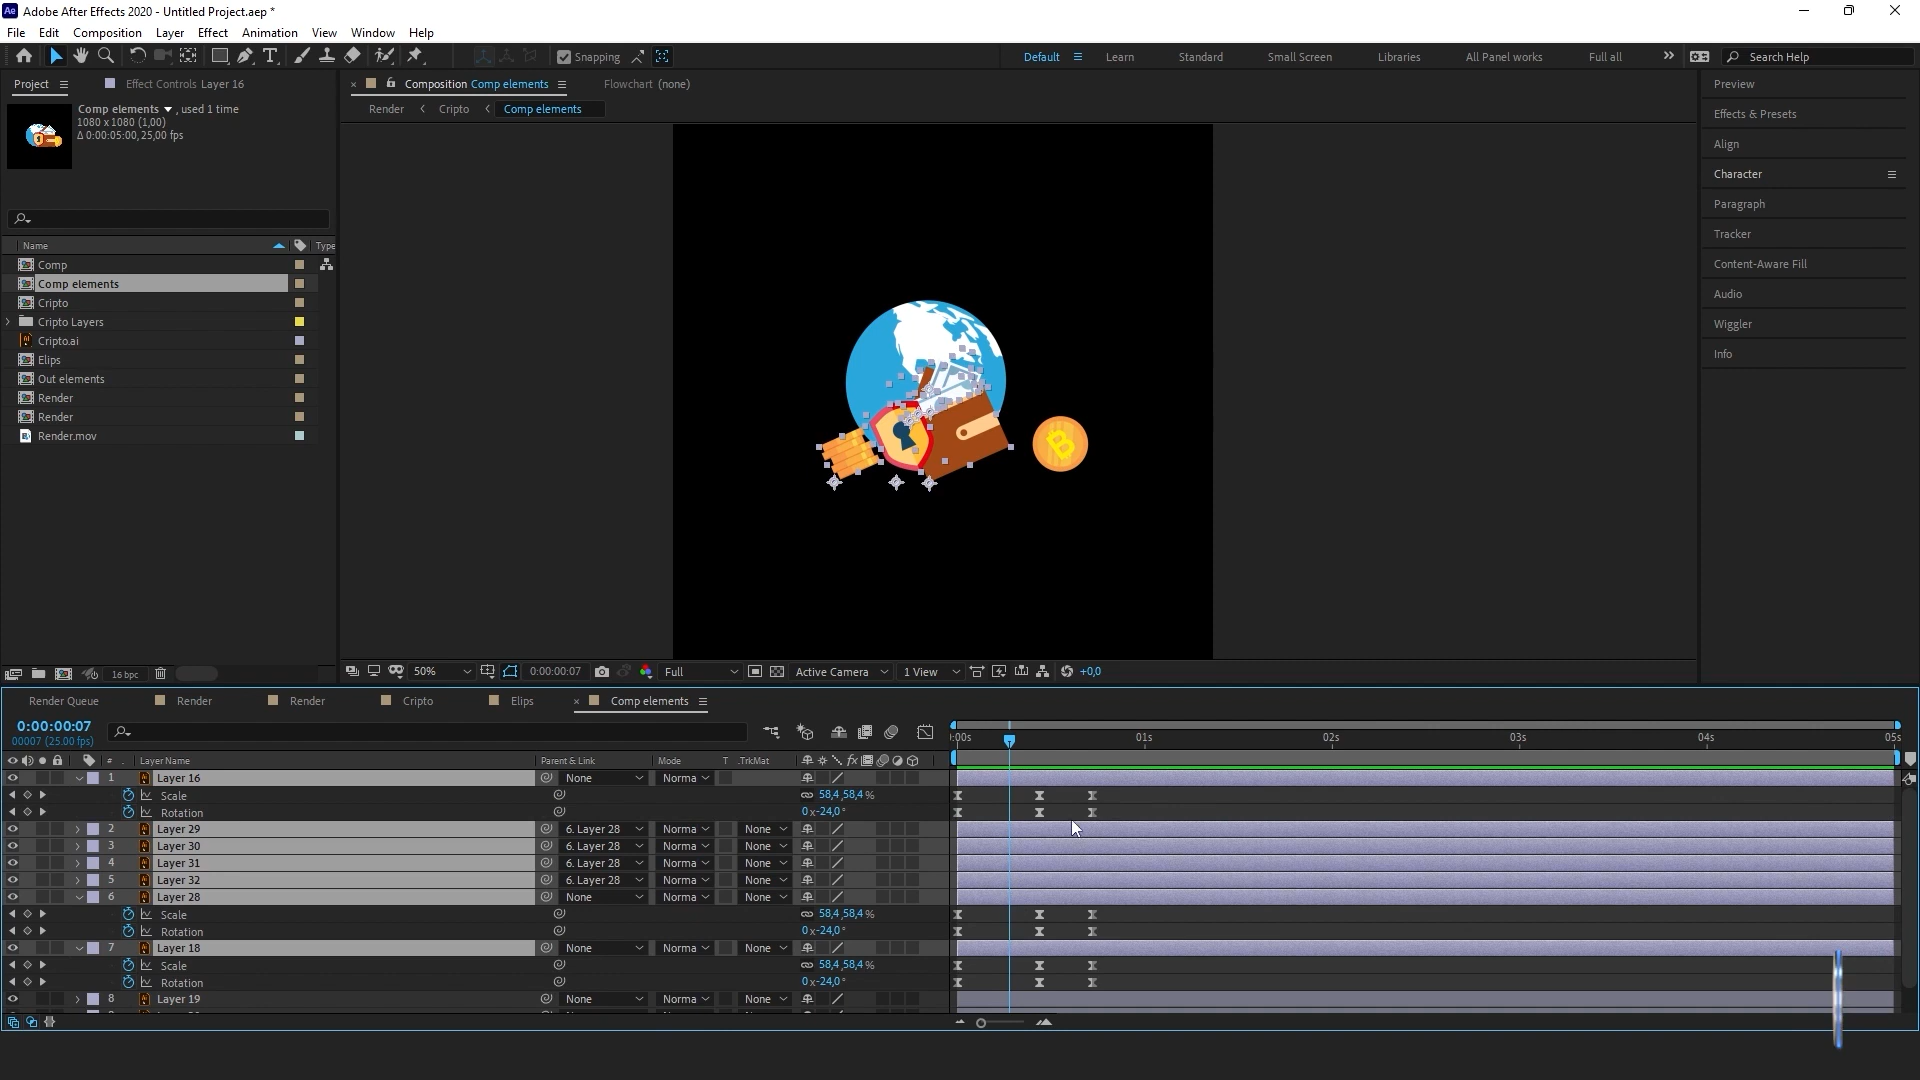 Adobe After Effects 2020 - Untitled Project.aep *
File Edit Composition Layer Effect Animation View Window Help
Snapping
Default Learn Standard Small Screen Libraries All Panel works Full all Search Help
Project Effect Controls Layer 16
Comp elements , used 1 time
1080 x 1080 (1,00)
Δ 0:00:05:00, 25,00 fps
Composition Comp elements Flowchart (none)
Render Cripto Comp elements
Name Type
Comp
Comp elements
Cripto
Cripto Layers
Cripto.ai
Elips
Out elements
Render
Render
Render.mov
16 bpc
50% 0:00:00:07 Full Active Camera 1 View +0,0
Preview
Effects & Presets
Align
Character
Paragraph
Tracker
Content-Aware Fill
Audio
Wiggler
Info
Render Queue Render Render Cripto Elips Comp elements
0:00:00:07
00007 (25.00 fps)
:00s 01s 02s 03s 04s 05s
# Layer Name Parent & Link Mode T .TrkMat
1 Layer 16 None Norma
Scale 58,4,58,4 %
Rotation 0x-24,0°
2 Layer 29 6. Layer 28 Norma None
3 Layer 30 6. Layer 28 Norma None
4 Layer 31 6. Layer 28 Norma None
5 Layer 32 6. Layer 28 Norma None
6 Layer 28 None Norma None
Scale 58,4,58,4 %
Rotation 0x-24,0°
7 Layer 18 None Norma None
Scale 58,4,58,4 %
Rotation 0x-24,0°
8 Layer 19 None Norma None